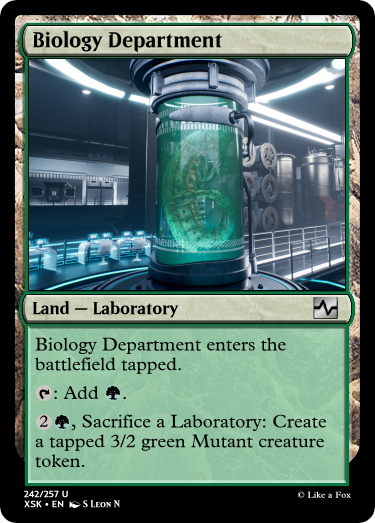 Biology Department
Land — Laboratory
Biology Department enters the
battlefield tapped.
: Add .
2 , Sacrifice a Laboratory: Create
a tapped 3/2 green Mutant creature
token.
242/257 U
XSK • EN S Leon N
© Like a Fox